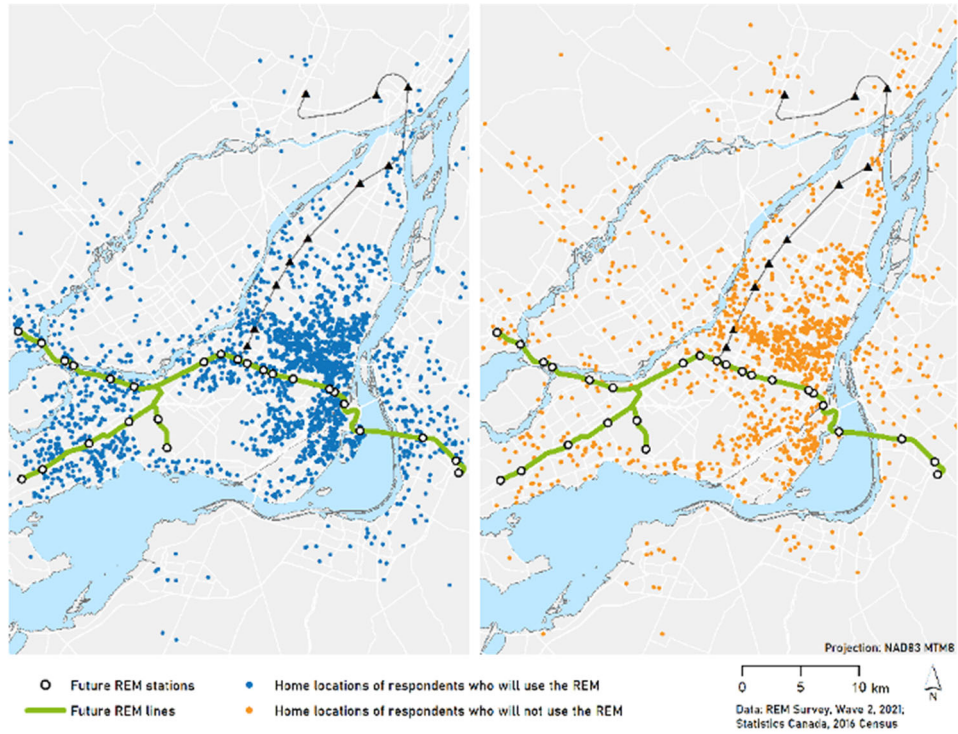 Projection: NAD83 MTM8
Future REM stations
Home locations of respondents who will use the REM
Future REM lines
Home locations of respondents who will not use the REM
0 5 10 km
N
Data: REM Survey, Wave 2, 2021;
Statistics Canada, 2016 Census